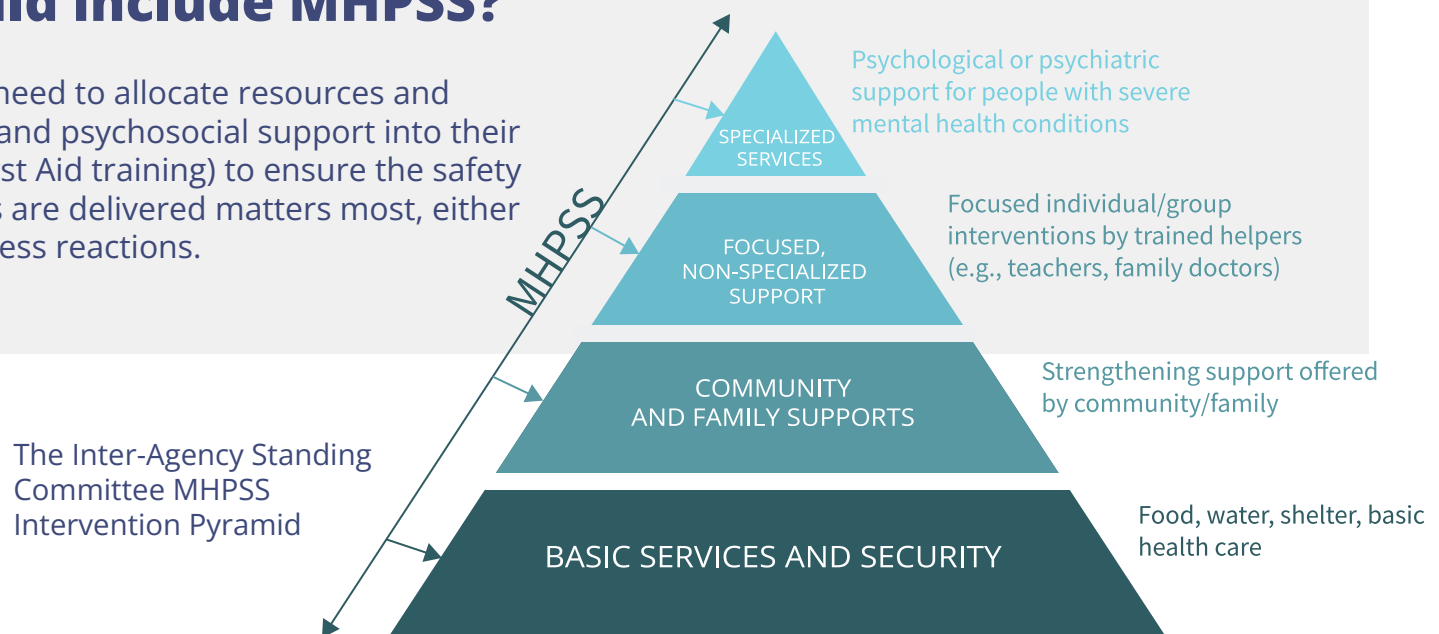 include MHPSS?
need to allocate resources and
and psychosocial support into their
st Aid training) to ensure the safety
s are delivered matters most, either
ess reactions.
MHPSS
SPECIALIZED
SERVICES
Psychological or psychiatric
support for people with severe
mental health conditions
FOCUSED,
NON-SPECIALIZED
SUPPORT
Focused individual/group
interventions by trained helpers
(e.g., teachers, family doctors)
COMMUNITY
AND FAMILY SUPPORTS
Strengthening support offered
by community/family
The Inter-Agency Standing
Committee MHPSS
Intervention Pyramid
BASIC SERVICES AND SECURITY
Food, water, shelter, basic
health care